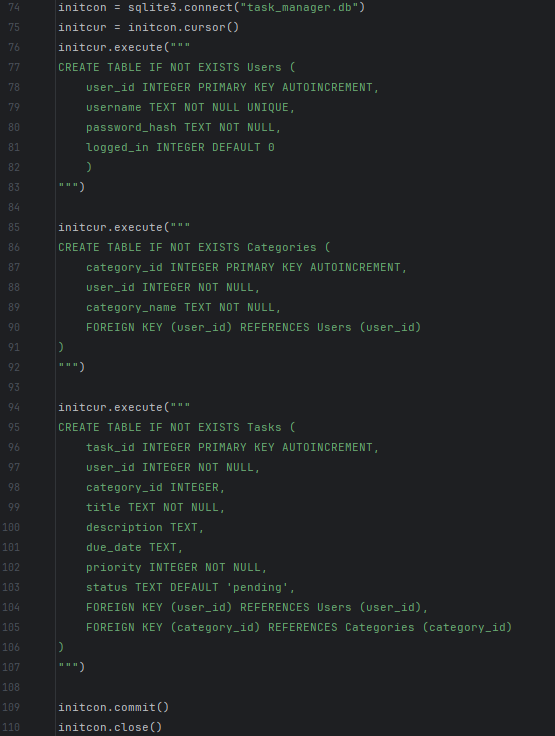 74 initcon = sqlite3.connect("task_manager.db")
75 initcur = initcon.cursor()
76 initcur.execute("""
77 CREATE TABLE IF NOT EXISTS Users (
78 user_id INTEGER PRIMARY KEY AUTOINCREMENT,
79 username TEXT NOT NULL UNIQUE,
80 password_hash TEXT NOT NULL,
81 logged_in INTEGER DEFAULT 0
82 )
83 """)
84
85 initcur.execute("""
86 CREATE TABLE IF NOT EXISTS Categories (
87 category_id INTEGER PRIMARY KEY AUTOINCREMENT,
88 user_id INTEGER NOT NULL,
89 category_name TEXT NOT NULL,
90 FOREIGN KEY (user_id) REFERENCES Users (user_id)
91 )
92 """)
93
94 initcur.execute("""
95 CREATE TABLE IF NOT EXISTS Tasks (
96 task_id INTEGER PRIMARY KEY AUTOINCREMENT,
97 user_id INTEGER NOT NULL,
98 category_id INTEGER,
99 title TEXT NOT NULL,
100 description TEXT,
101 due_date TEXT,
102 priority INTEGER NOT NULL,
103 status TEXT DEFAULT 'pending',
104 FOREIGN KEY (user_id) REFERENCES Users (user_id),
105 FOREIGN KEY (category_id) REFERENCES Categories (category_id)
106 )
107 """)
108
109 initcon.commit()
110 initcon.close()